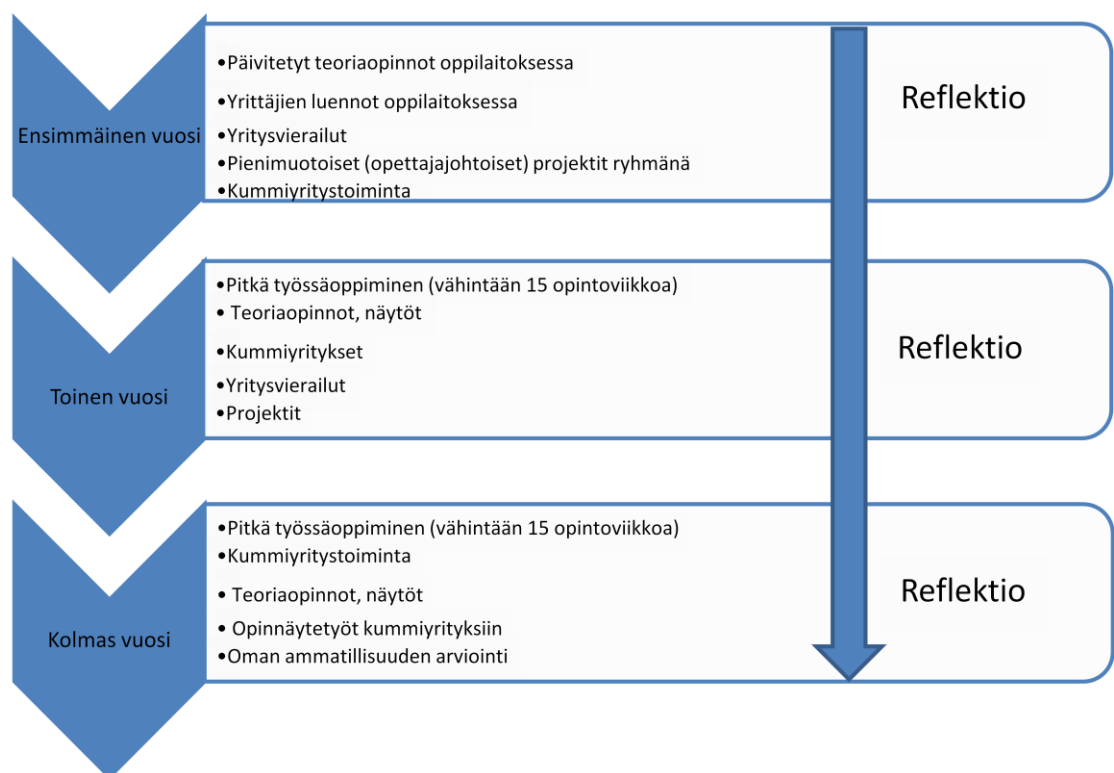 Ensimmäinen vuosi
•Päivitetyt teoriaopinnot oppilaitoksessa
•Yrittäjien luennot oppilaitoksessa
•Yritysvierailut
•Pienimuotoiset (opettajajohtoiset) projektit ryhmänä
•Kummiyritystoiminta
Reflektio
Toinen vuosi
•Pitkä työssäoppiminen (vähintään 15 opintoviikkoa)
• Teoriaopinnot, näytöt
•Kummiyritykset
•Yritysvierailut
•Projektit
Reflektio
Kolmas vuosi
•Pitkä työssäoppiminen (vähintään 15 opintoviikkoa)
•Kummiyritystoiminta
• Teoriaopinnot, näytöt
• Opinnäytetyöt kummiyrityksiin
•Oman ammatillisuuden arviointi
Reflektio